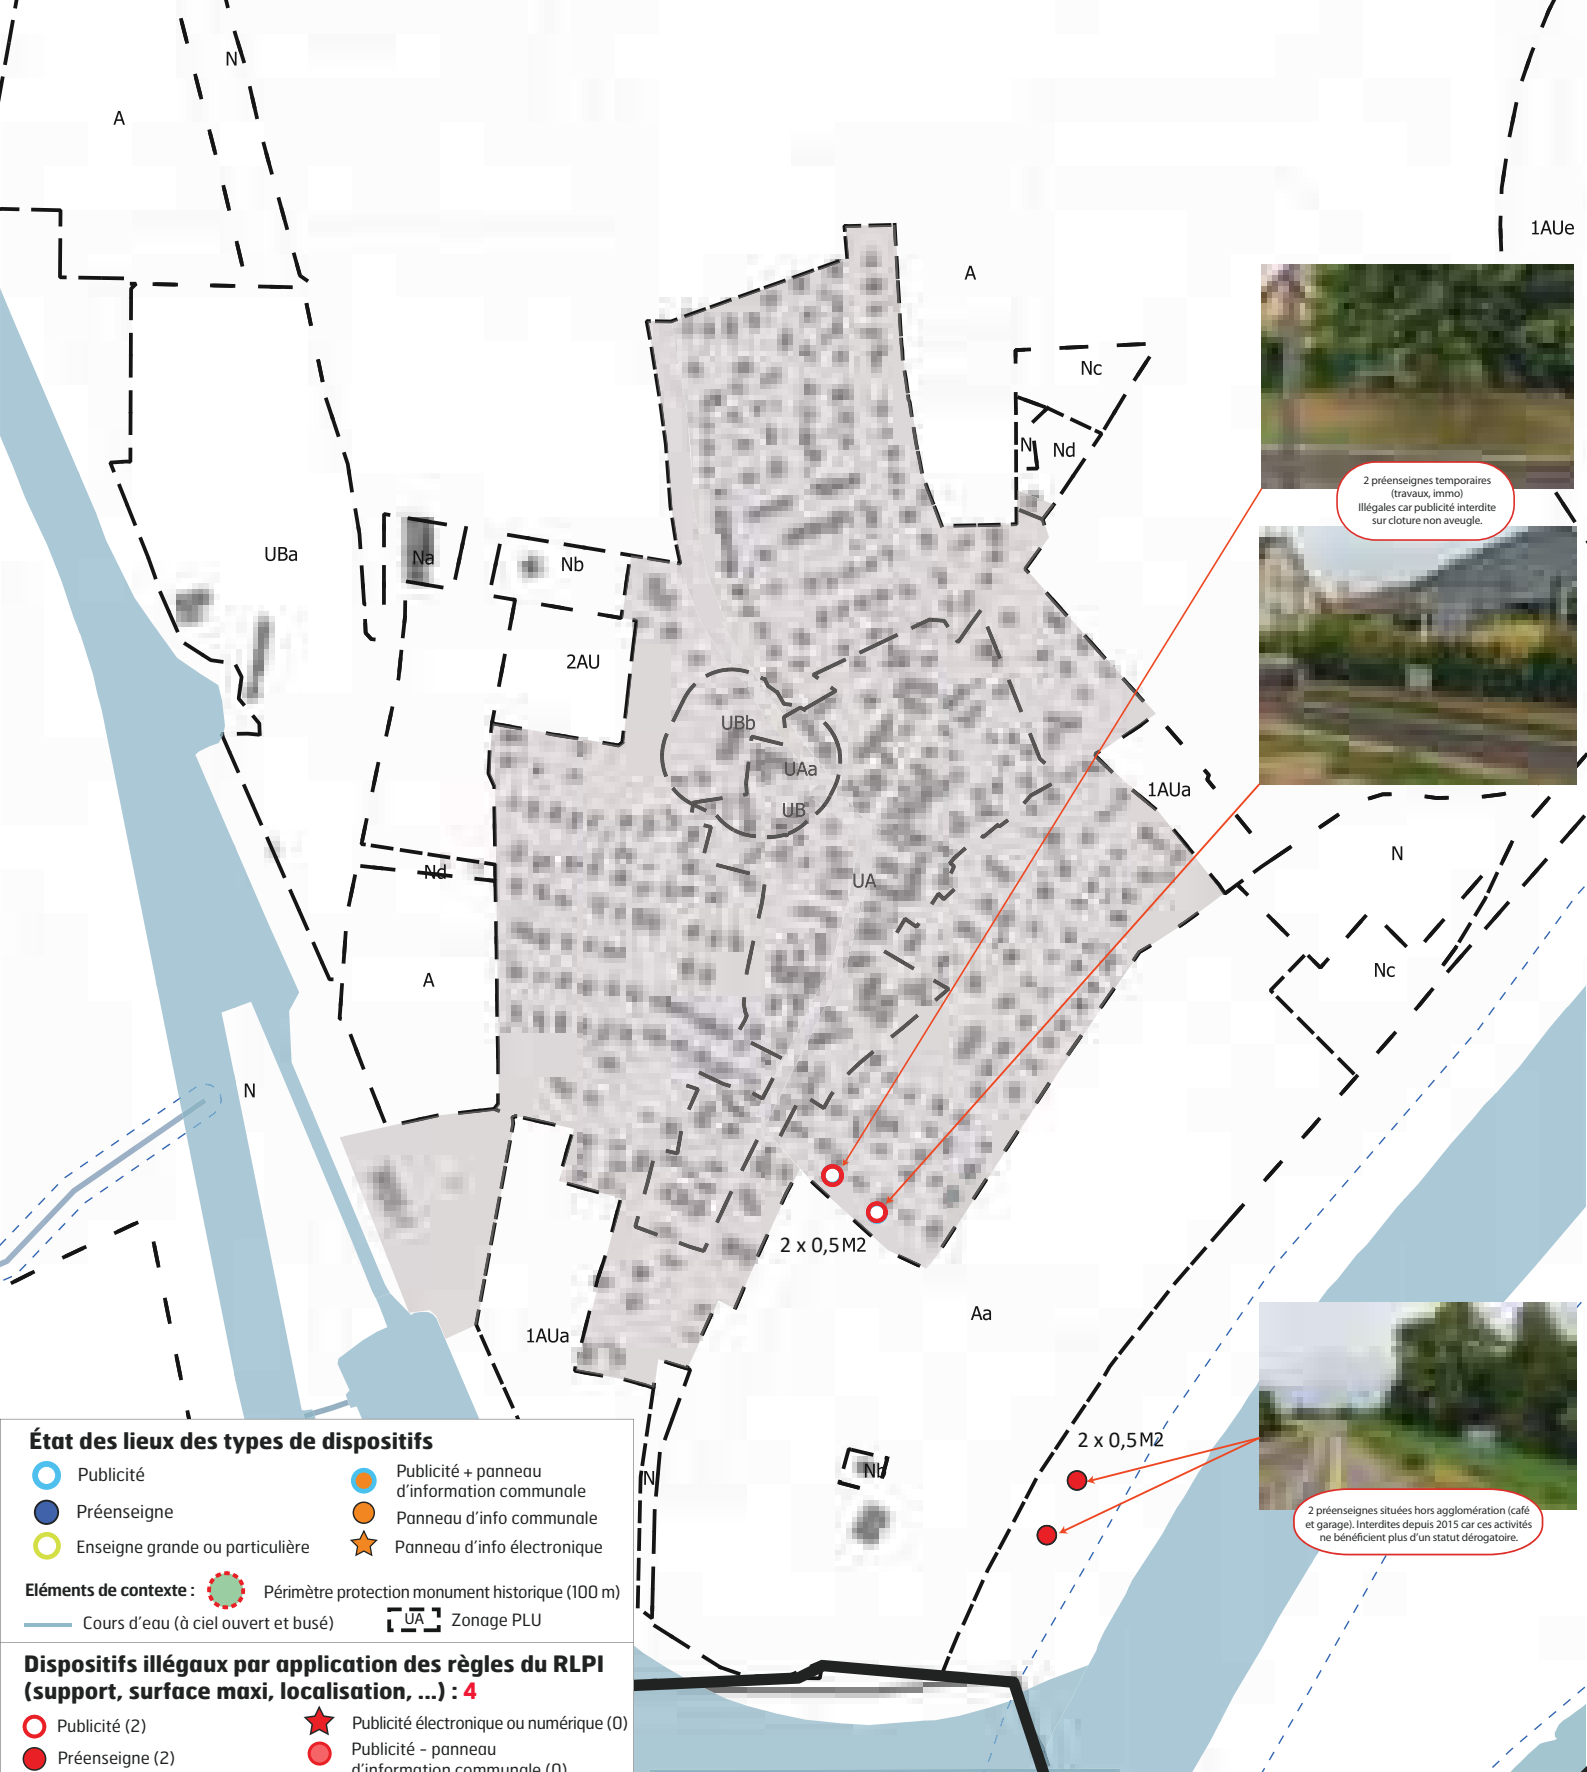 N
A
1AUe
A
Nc
N
Nd
2 préenseignes temporaires
(travaux, immo)
Illégales car publicité interdite
sur cloture non aveugle.
UBa
Na
Nb
2AU
UBb
UAa
1AUa
UB
N
Nd
UA
A
Nc
N
2 x 0,5M2
Aa
1AUa
2 x 0,5M2
N
Nb
2 préenseignes situées hors agglomération (café
et garage). Interdites depuis 2015 car ces activités
ne bénéficient plus d'un statut dérogatoire.
État des lieux des types de dispositifs
Publicité
Préenseigne
Enseigne grande ou particulière
Publicité + panneau
d'information communale
Panneau d'info communale
Panneau d'info électronique
Eléments de contexte :
Périmètre protection monument historique (100 m)
Cours d'eau (à ciel ouvert et busé)
UA
Zonage PLU
Dispositifs illégaux par application des règles du RLPI
(support, surface maxi, localisation, ...) : 4
Publicité (2)
Préenseigne (2)
Publicité électronique ou numérique (0)
Publicité - panneau
d'information communale (0)